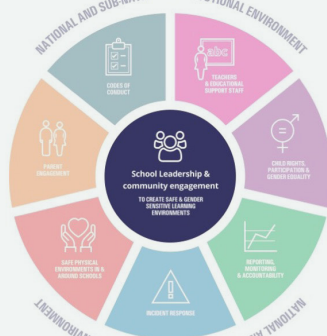 NATIONAL AND SUB-NA
TIONAL ENVIRONMENT
CODES OF
CONDUCT
abc
TEACHERS
& EDUCATIONAL
SUPPORT STAFF
PARENT
ENGAGEMENT
School Leadership &
community engagement
TO CREATE SAFE & GENDER
SENSITIVE LEARNING
ENVIRONMENTS
CHILD RIGHTS,
PARTICIPATION &
GENDER EQUALITY
SAFE PHYSICAL
ENVIRONMENTS IN &
AROUND SCHOOLS
REPORTING,
MONITORING
& ACCOUNTABILITY
INCIDENT RESPONSE
ENVIRONMENT
NATIONAL A